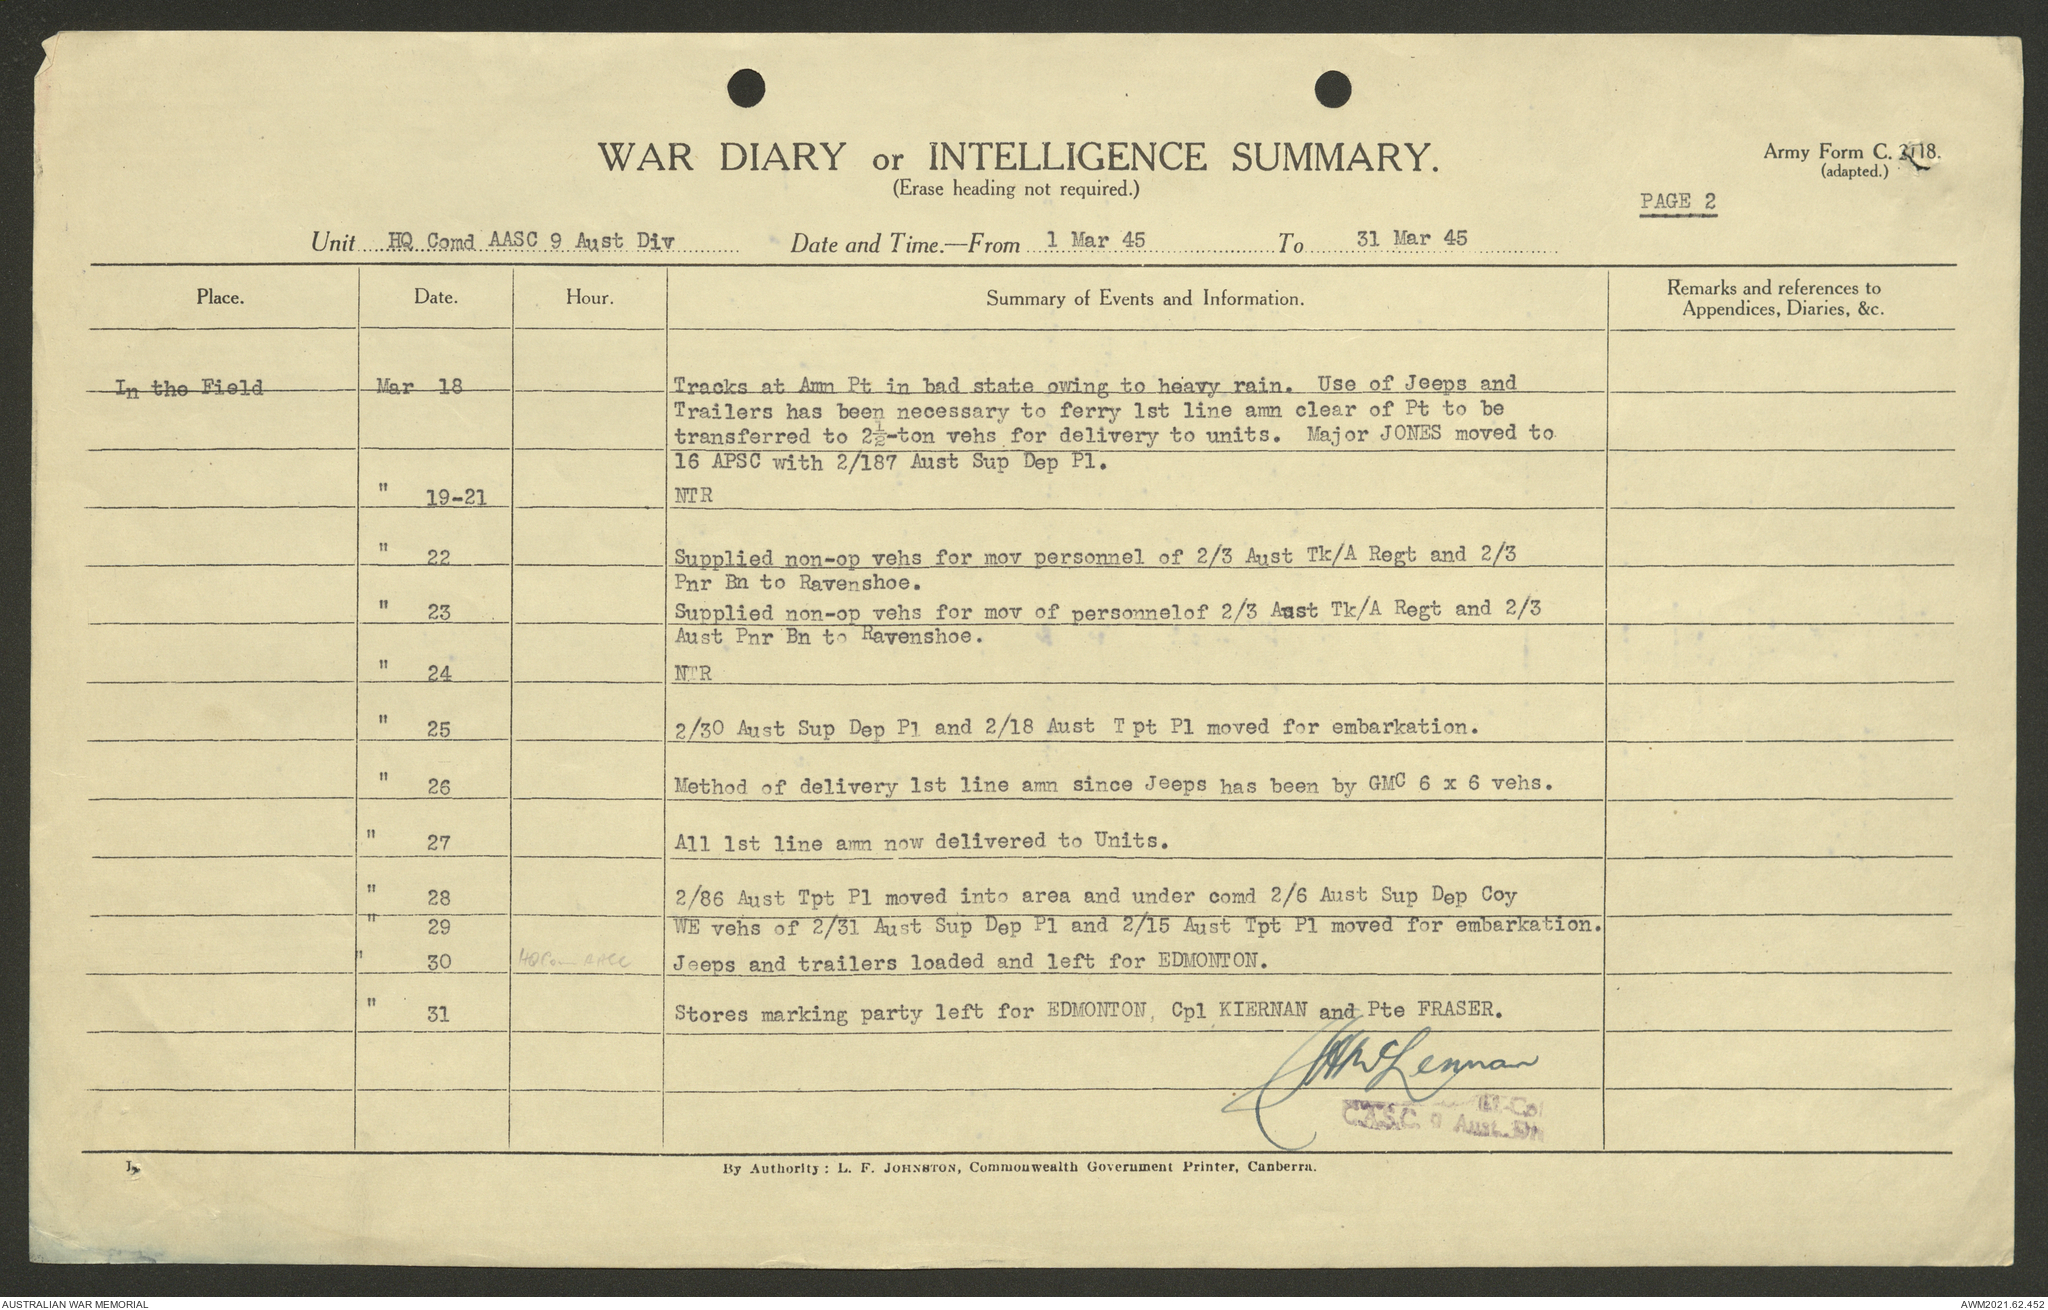 WAR DIARY or INTELLIGENCE SUMMARY.
(Erase heading not required.)
Army Form C. 2118.
(adapted.)
PAGE 2
Unit HQ Comd AASC 9 Aust Div Date and Time.—From 1 Mar 45 To 31 Mar 45
Place. Date. Hour. Summary of Events and Information. Remarks and references to
Appendices, Diaries, &c.
In the Field Mar 18 Tracks at Amn Pt in bad state owing to heavy rain. Use of Jeeps and
Trailers has been necessary to ferry 1st line amn clear of Pt to be
transferred to 2½-ton vehs for delivery to units. Major JONES moved to
16 APSC with 2/187 Aust Sup Dep Pl.
" 19-21 NTR
" 22 Supplied non-op vehs for mov personnel of 2/3 Aust Tk/A Regt and 2/3
Pnr Bn to Ravenshoe.
" 23 Supplied non-op vehs for mov of personnelof 2/3 Aust Tk/A Regt and 2/3
Aust Pnr Bn to Ravenshoe.
" 24 NTR
" 25 2/30 Aust Sup Dep Pl and 2/18 Aust T pt Pl moved for embarkation.
" 26 Method of delivery 1st line amn since Jeeps has been by GMC 6 x 6 vehs.
" 27 All 1st line amn now delivered to Units.
" 28 2/86 Aust Tpt Pl moved into area and under comd 2/6 Aust Sup Dep Coy
" 29 WE vehs of 2/31 Aust Sup Dep Pl and 2/15 Aust Tpt Pl moved for embarkation.
" 30 Jeeps and trailers loaded and left for EDMONTON.
" 31 Stores marking party left for EDMONTON, Cpl KIERNAN and Pte FRASER.
McLennan
Lt-Col
C.A.S.C. 9 Aust. Div
By Authority: L. F. JOHNSTON, Commonwealth Government Printer, Canberra.
AUSTRALIAN WAR MEMORIAL
AWM2021.62.452